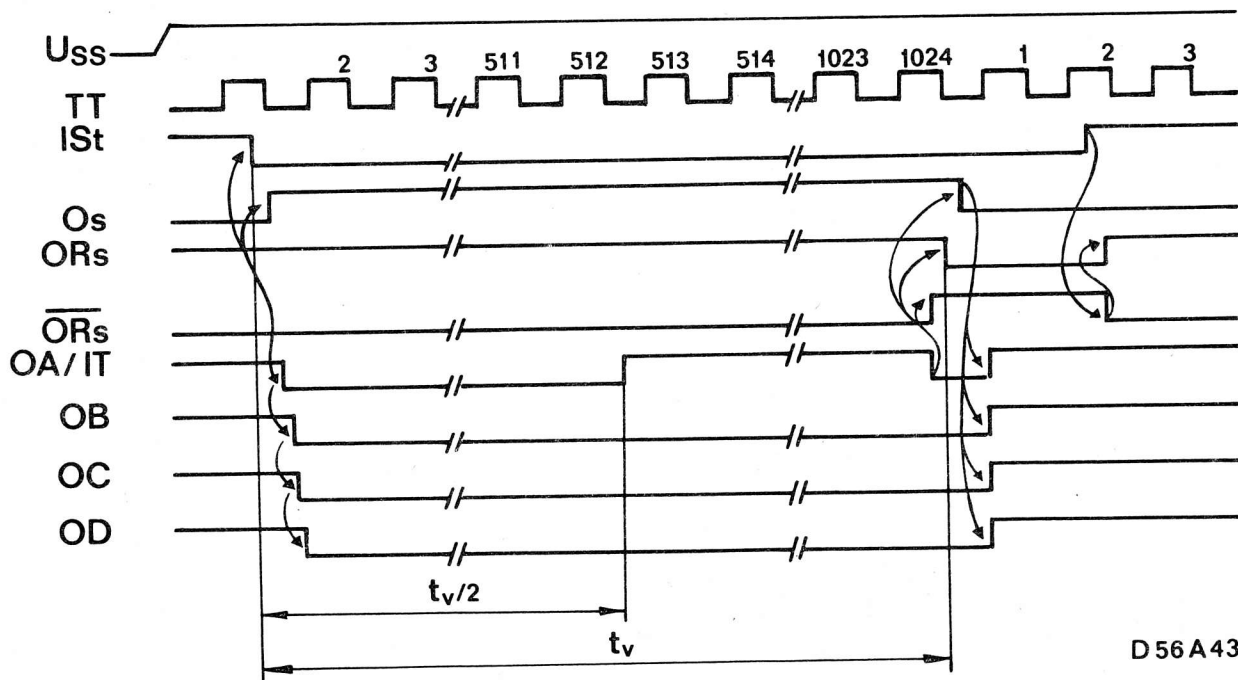 USS
2 3 511 512 513 514 1023 1024 1 2 3
TT
ISt
Os
ORs
ORs
OA/IT
OB
OC
OD
tv/2
tv
D56A43